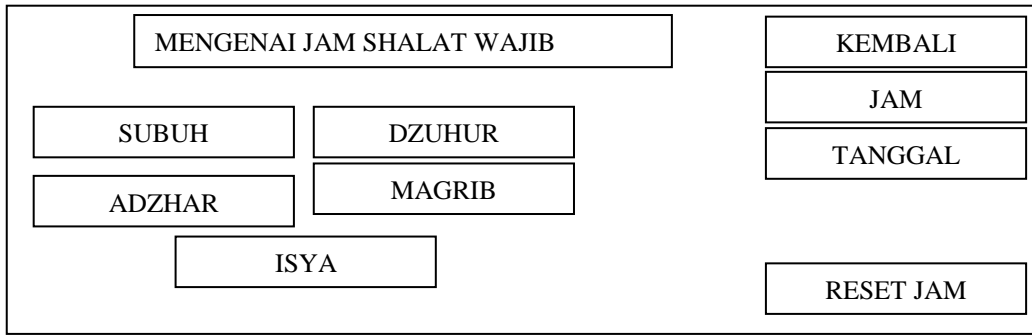 MENGENAI JAM SHALAT WAJIB
KEMBALI
JAM
SUBUH
DZUHUR
TANGGAL
ADZHAR
MAGRIB
ISYA
RESET JAM